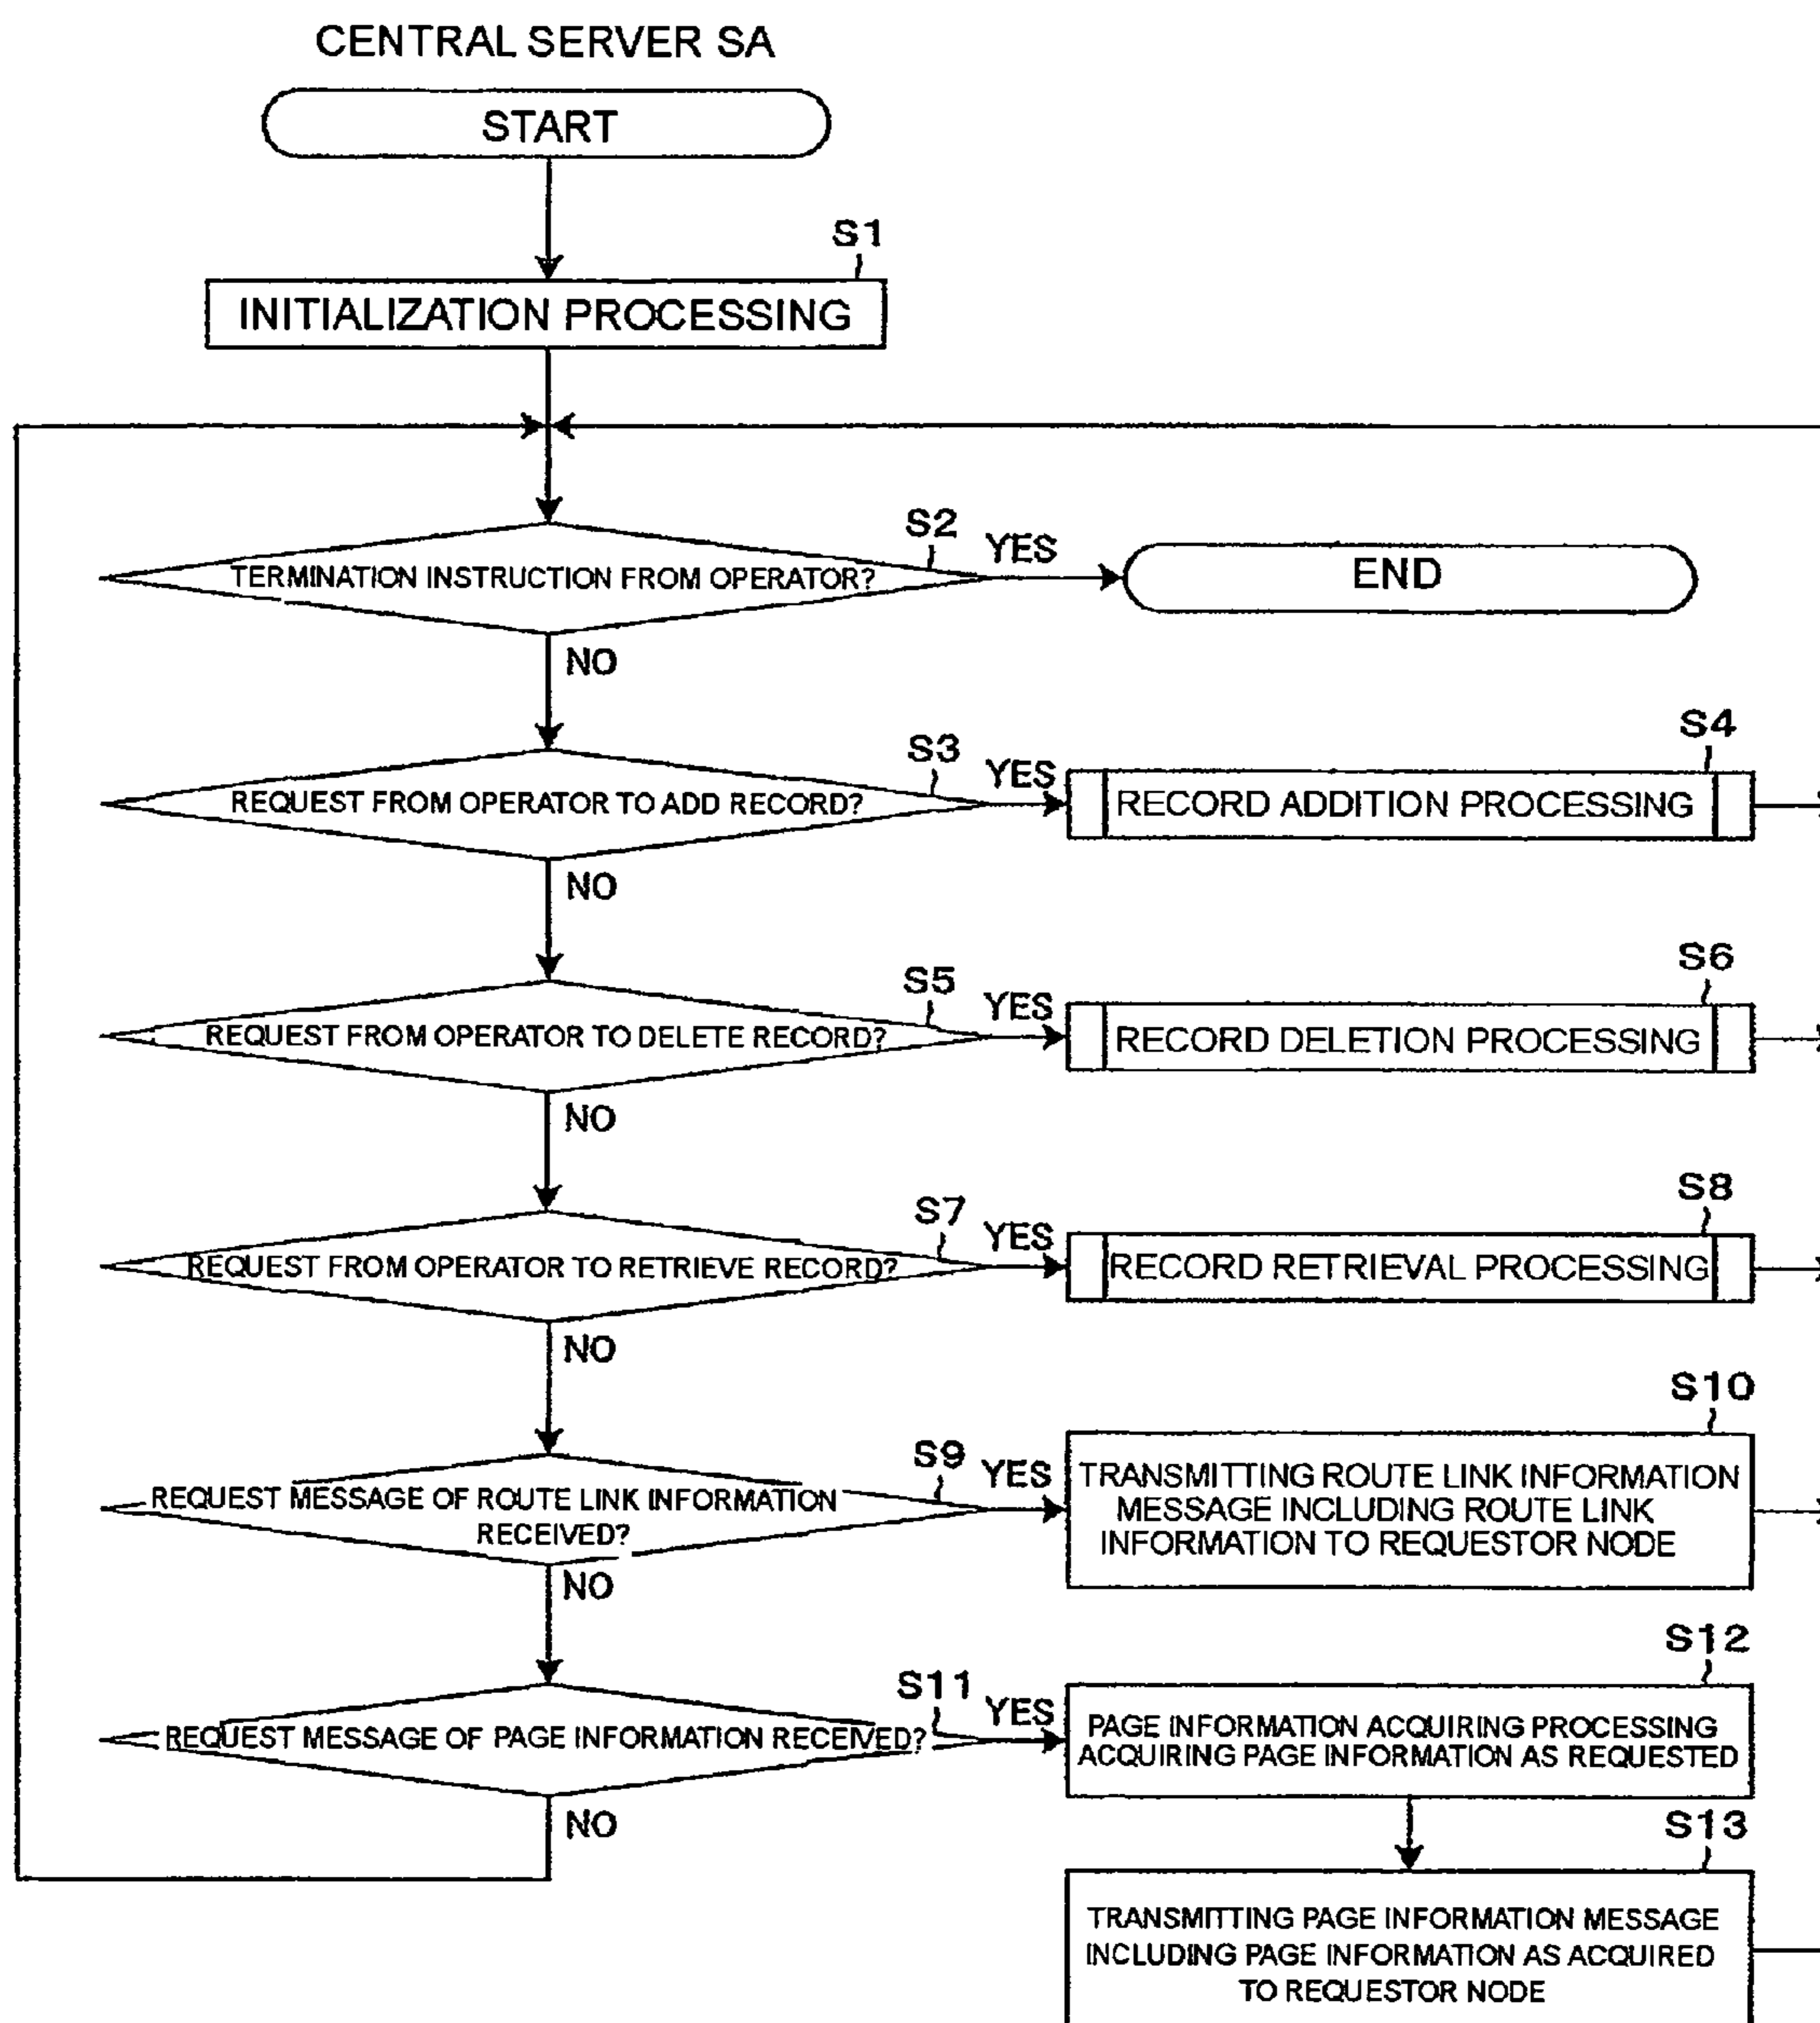 CENTRAL SERVER SA
START
S1
INITIALIZATION PROCESSING
S2
TERMINATION INSTRUCTION FROM OPERATOR?
YES
END
NO
S3
REQUEST FROM OPERATOR TO ADD RECORD?
YES
S4
RECORD ADDITION PROCESSING
NO
S5
REQUEST FROM OPERATOR TO DELETE RECORD?
YES
S6
RECORD DELETION PROCESSING
NO
S7
REQUEST FROM OPERATOR TO RETRIEVE RECORD?
YES
S8
RECORD RETRIEVAL PROCESSING
NO
S9
REQUEST MESSAGE OF ROUTE LINK INFORMATION
RECEIVED?
YES
S10
TRANSMITTING ROUTE LINK INFORMATION
MESSAGE INCLUDING ROUTE LINK
INFORMATION TO REQUESTOR NODE
NO
S11
REQUEST MESSAGE OF PAGE INFORMATION RECEIVED?
YES
S12
PAGE INFORMATION ACQUIRING PROCESSING
ACQUIRING PAGE INFORMATION AS REQUESTED
NO
S13
TRANSMITTING PAGE INFORMATION MESSAGE
INCLUDING PAGE INFORMATION AS ACQUIRED
TO REQUESTOR NODE